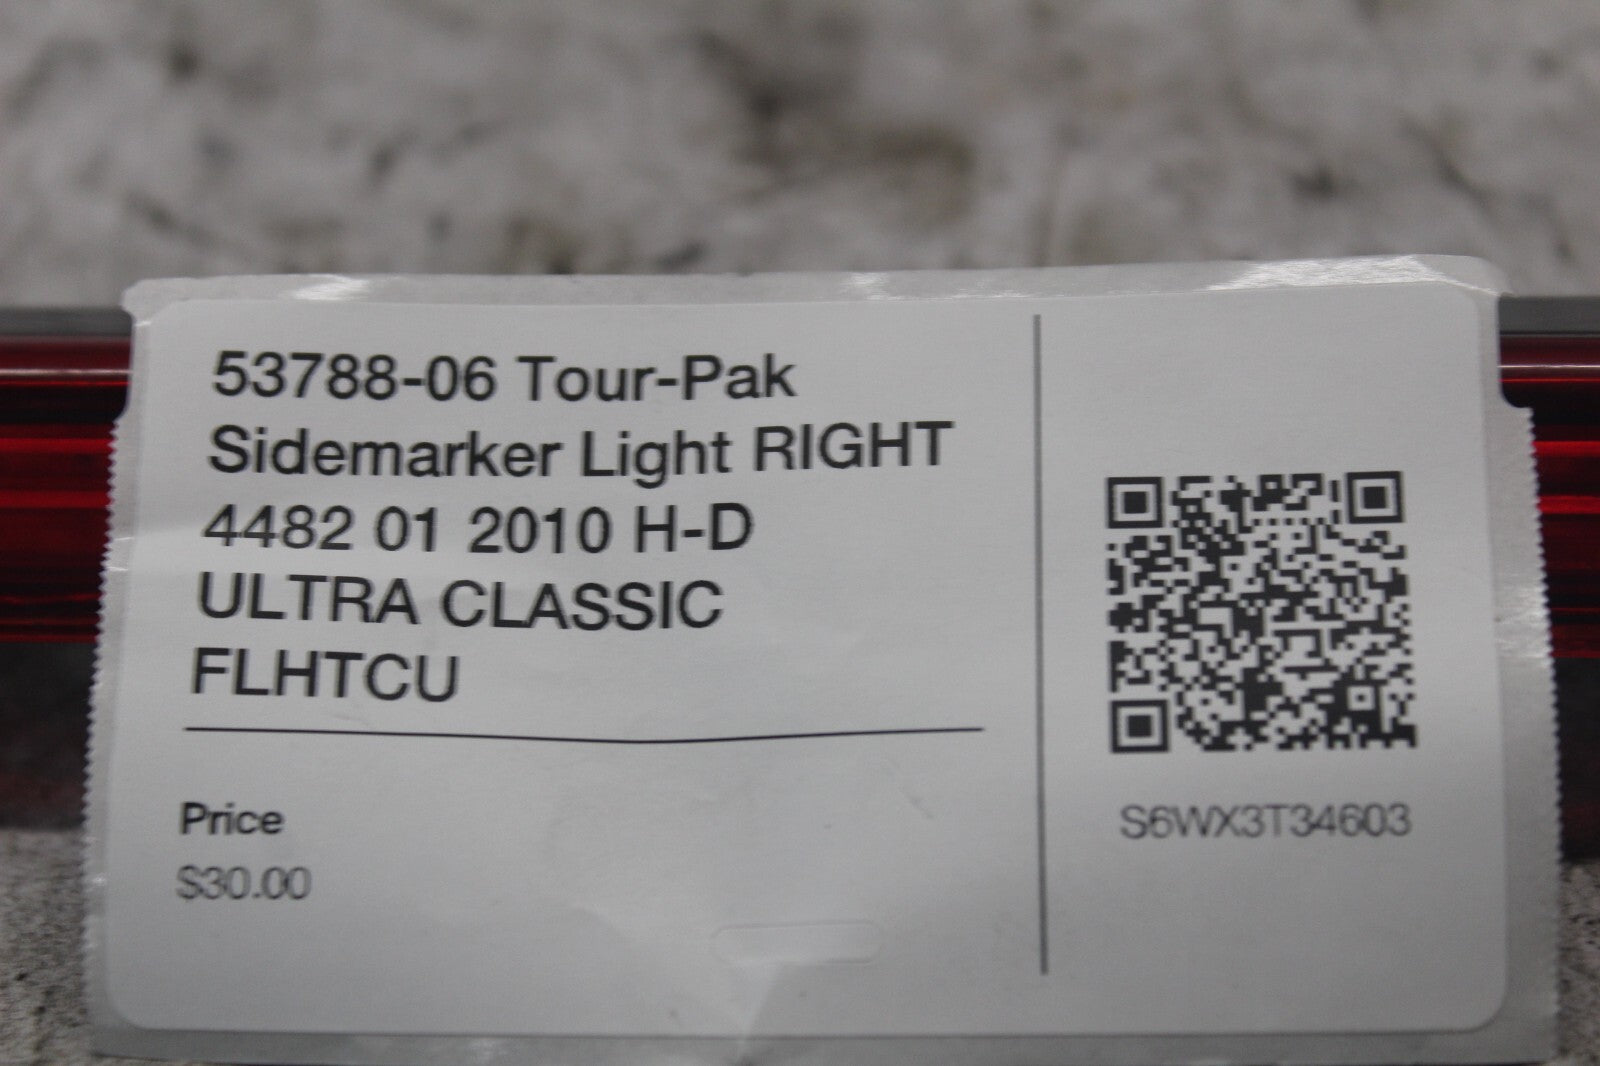 53788-06 Tour-Pak
Sidemarker Light RIGHT
4482 01 2010 H-D
ULTRA CLASSIC
FLHTCU
Price
$30.00
S6WX3T34603